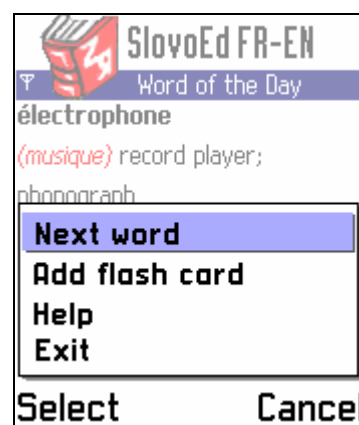 SlovoEd FR-EN
Word of the Day
électrophone
(musique) record player;
phonograph
Next word
Add flash card
Help
Exit
Select Cancel